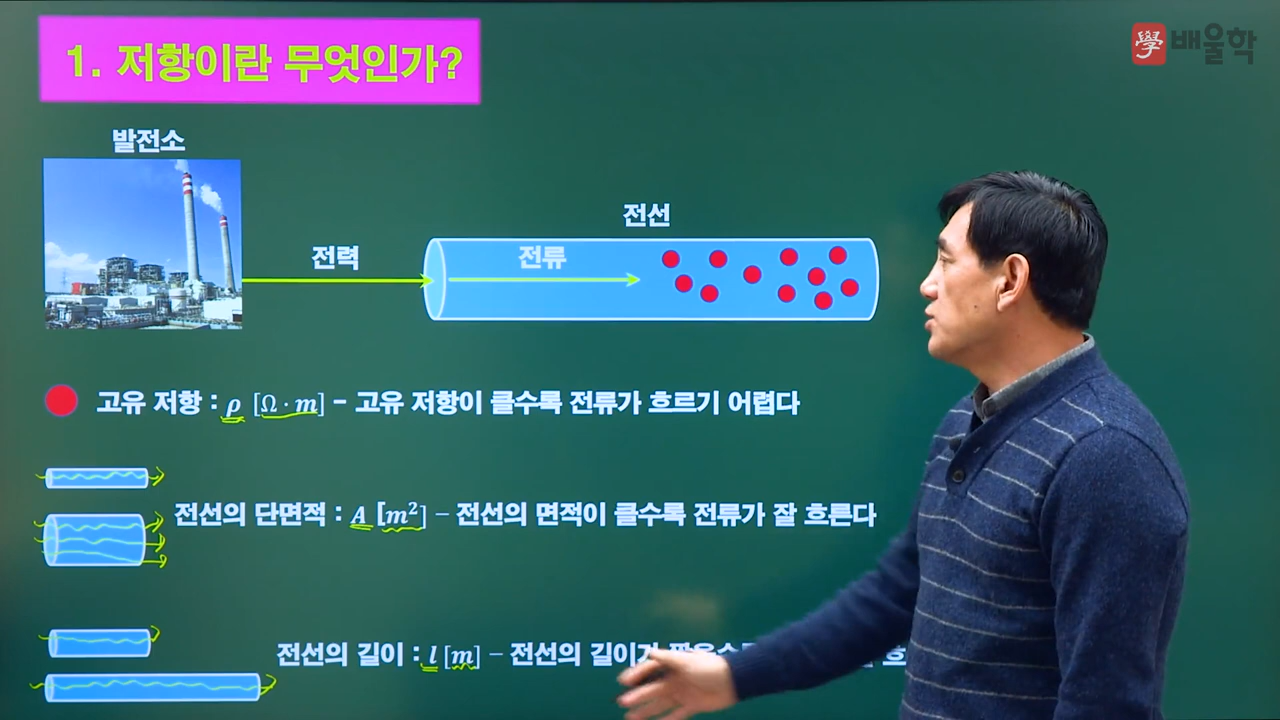 1. 저항이란 무엇인가?
學 배울학
발전소
전선
전력
전류
고유 저항 : ρ [Ω · m] - 고유 저항이 클수록 전류가 흐르기 어렵다
전선의 단면적 : A [m²] - 전선의 면적이 클수록 전류가 잘 흐른다
전선의 길이 : l [m] - 전선의 길이가